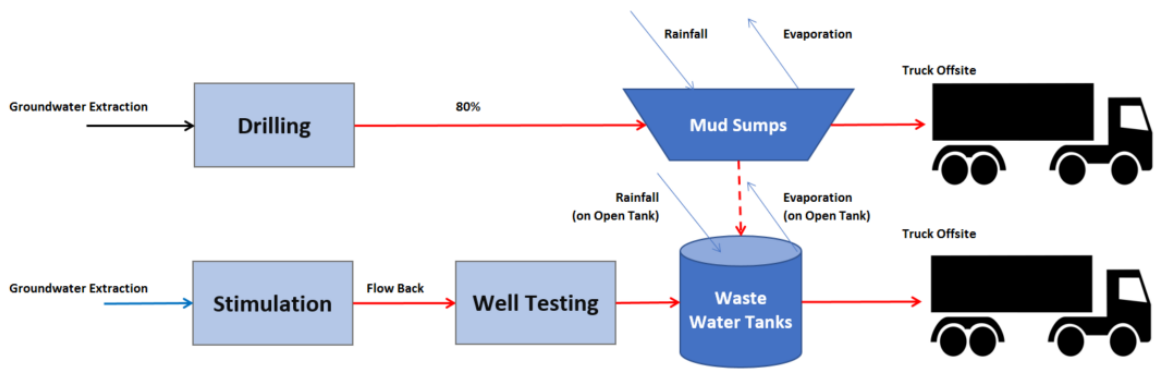 Rainfall
Evaporation
Truck Offsite
Groundwater Extraction
Drilling
80%
Mud Sumps
Rainfall
(on Open Tank)
Evaporation
(on Open Tank)
Truck Offsite
Groundwater Extraction
Stimulation
Flow Back
Well Testing
Waste
Water Tanks